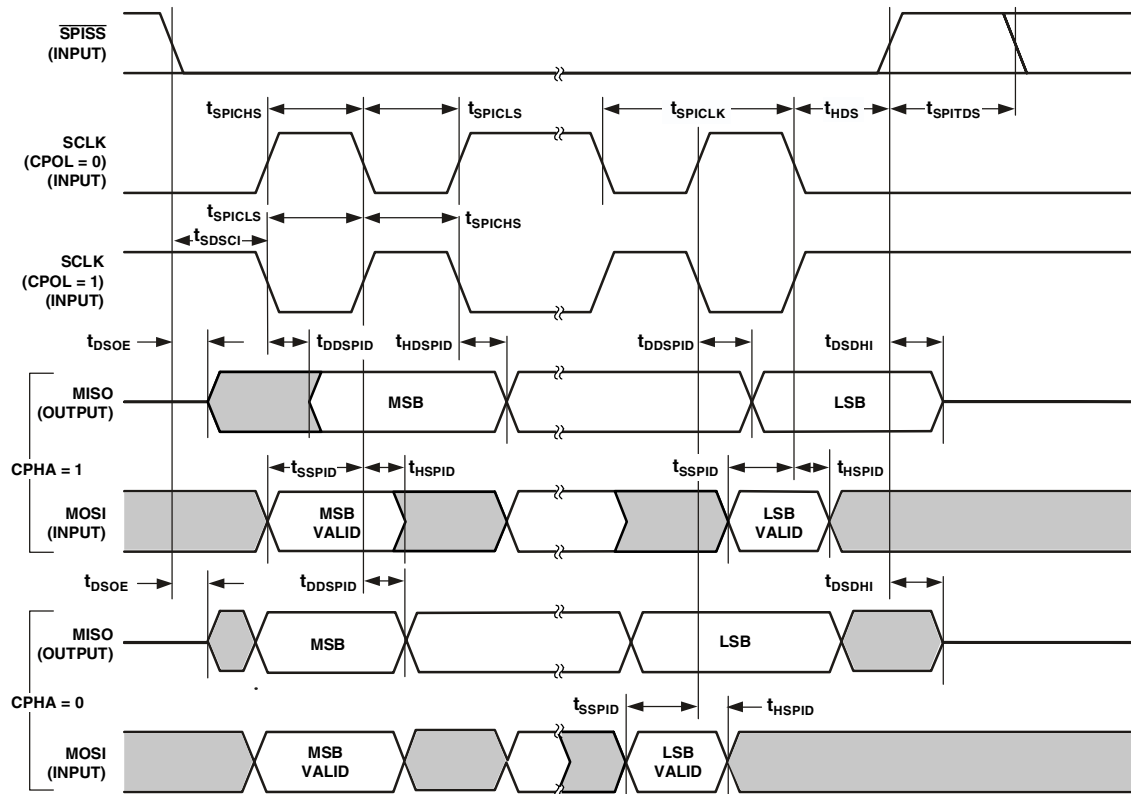 SPISS
(INPUT)
tSPICHS
tSPICLS
tSPICLK
tHDS
tSPITDS
SCLK
(CPOL = 0)
(INPUT)
tSPICLS
tSPICHS
tSDSCI
SCLK
(CPOL = 1)
(INPUT)
tDSOE
tDDSPID
tHDSPID
tDDSPID
tDSDHI
MISO
(OUTPUT)
MSB
LSB
CPHA = 1
tSSPID
tHSPID
tSSPID
tHSPID
MOSI
(INPUT)
MSB
VALID
LSB
VALID
tDSOE
tDDSPID
tDSDHI
MISO
(OUTPUT)
MSB
LSB
CPHA = 0
tSSPID
tHSPID
MOSI
(INPUT)
MSB
VALID
LSB
VALID